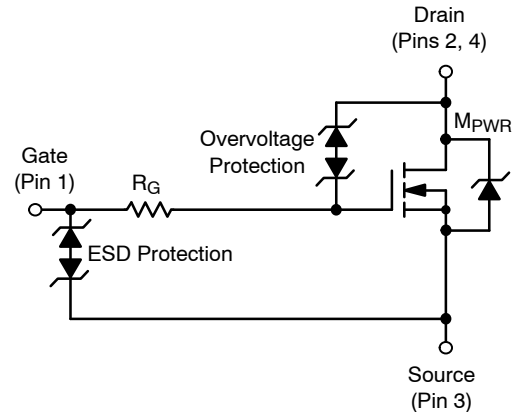 Drain
(Pins 2, 4)
MPWR
Overvoltage
Protection
Gate
(Pin 1)
RG
ESD Protection
Source
(Pin 3)